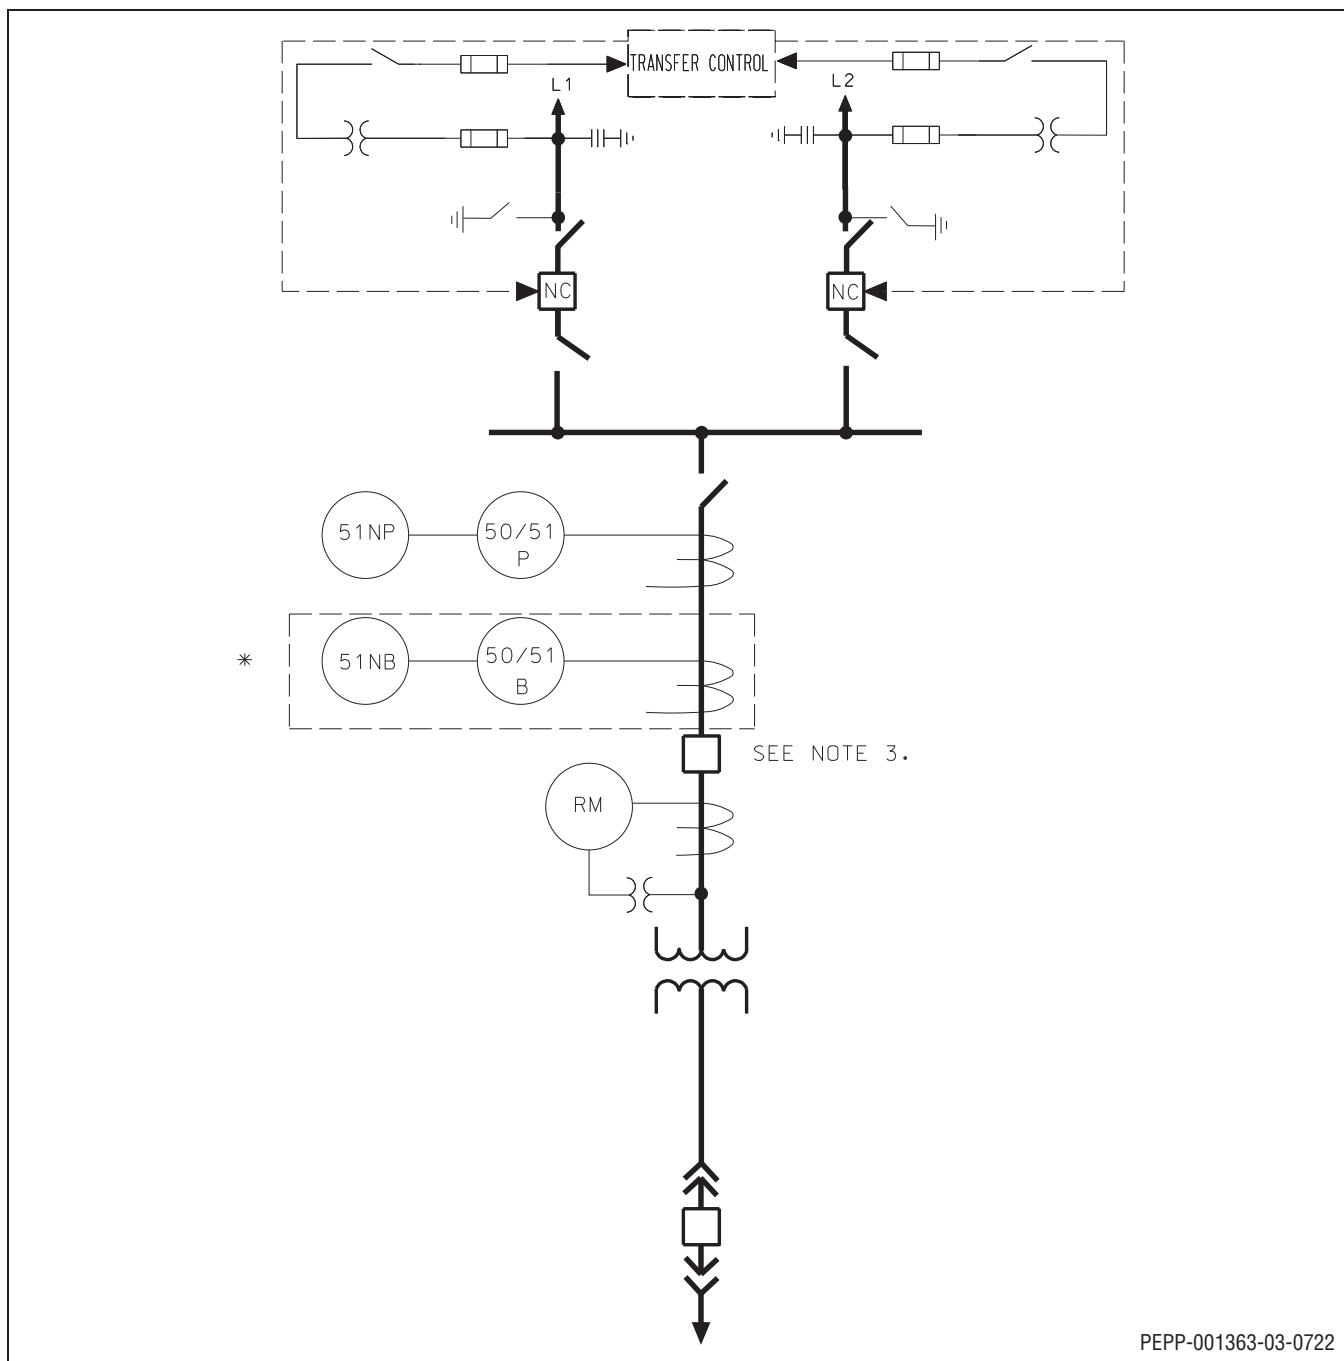 TRANSFER CONTROL
L1
L2
NC
NC
51NP
50/51
P
*
51NB
50/51
B
SEE NOTE 3.
RM
PEPP-001363-03-0722